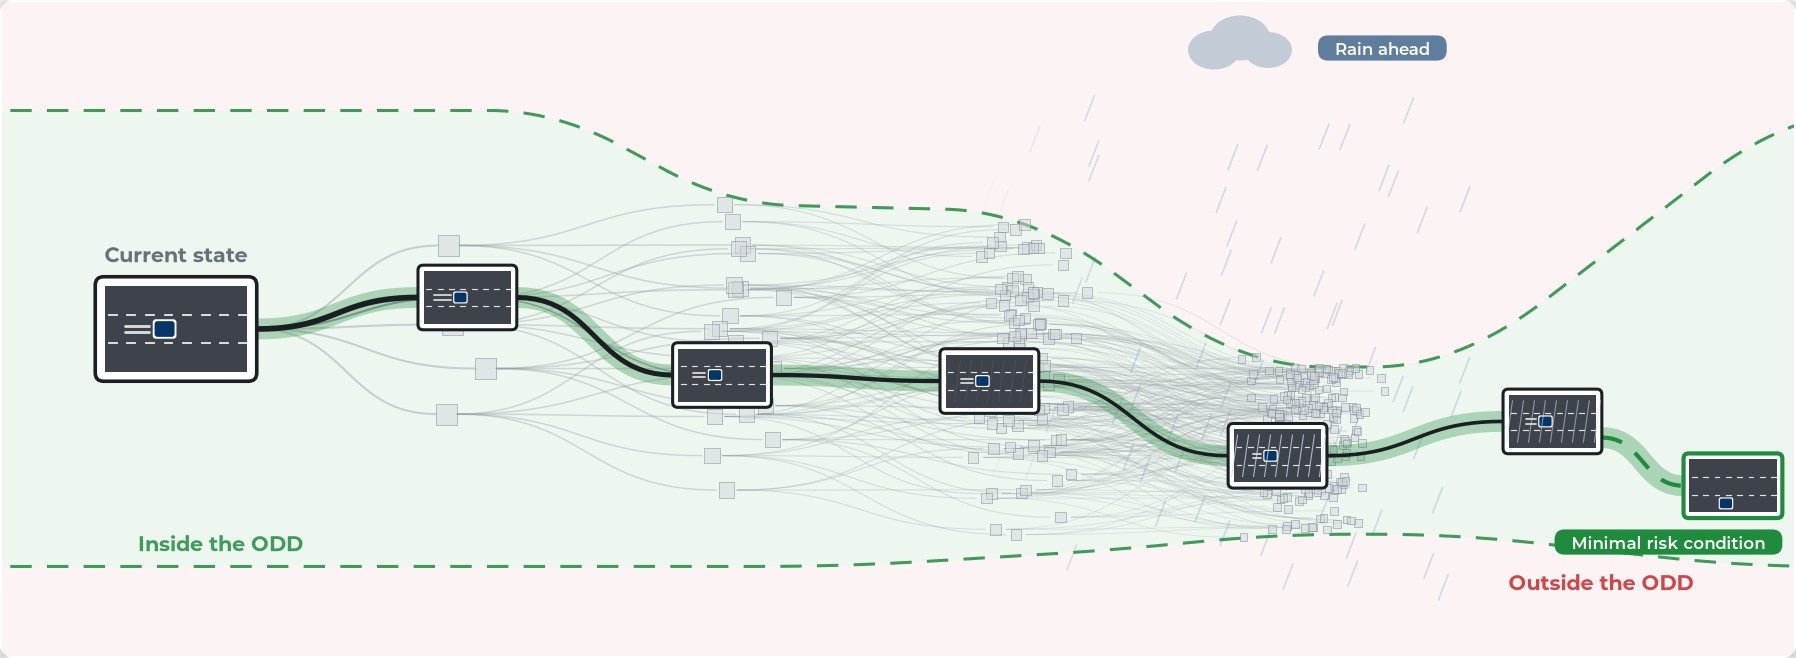 Rain ahead
Current state
Inside the ODD
Minimal risk condition
Outside the ODD